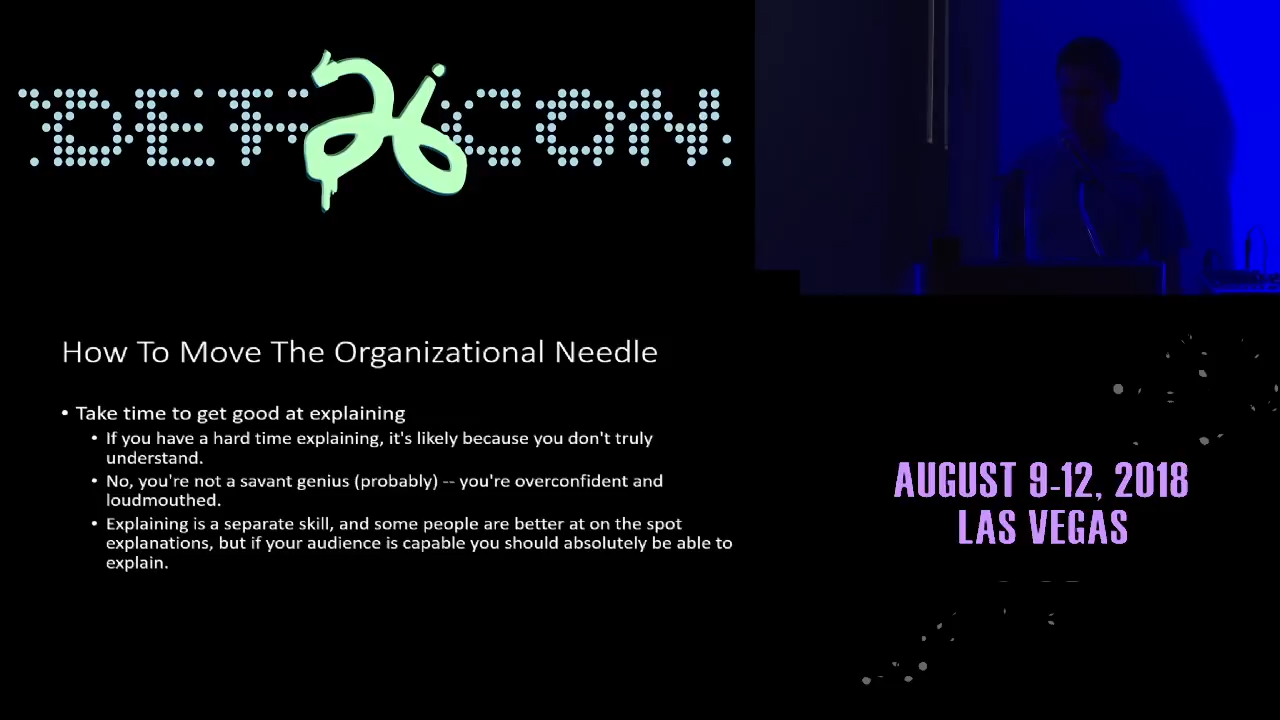 DEF 26 CON
How To Move The Organizational Needle
• Take time to get good at explaining
• If you have a hard time explaining, it's likely because you don't truly
understand.
• No, you're not a savant genius (probably) -- you're overconfident and
loudmouthed.
• Explaining is a separate skill, and some people are better at on the spot
explanations, but if your audience is capable you should absolutely be able to
explain.
AUGUST 9-12, 2018
LAS VEGAS